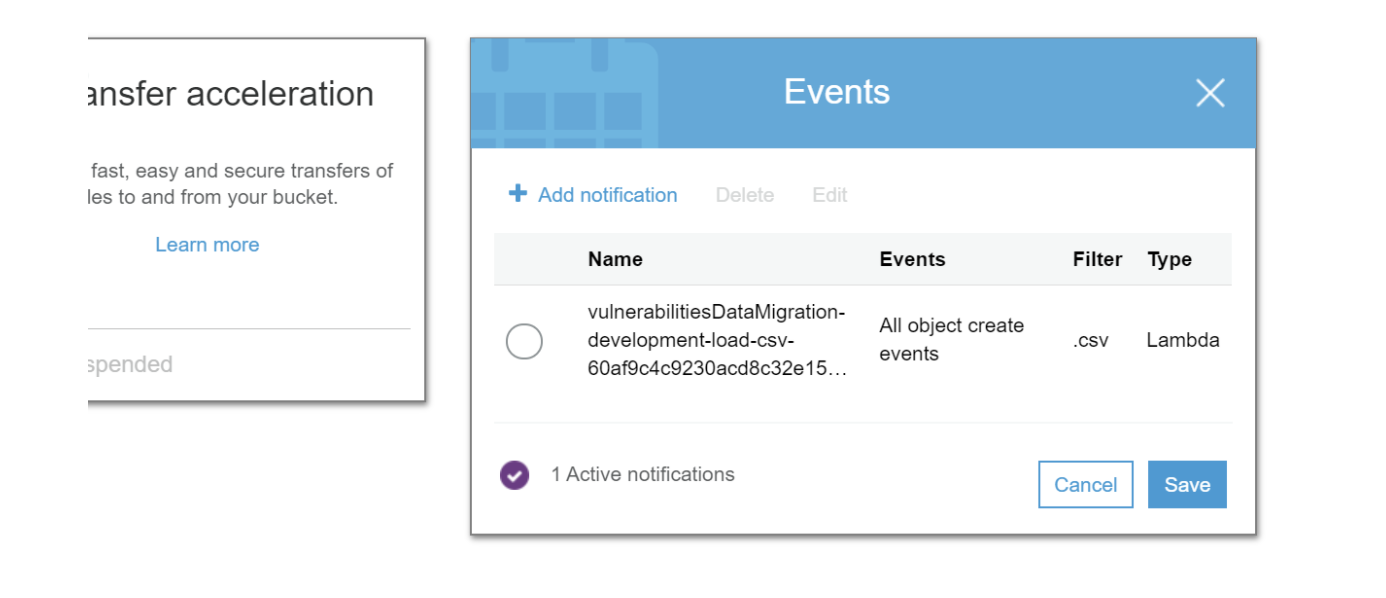 ansfer acceleration
fast, easy and secure transfers of
les to and from your bucket.
Learn more
spended
Events
+ Add notification Delete Edit
Name Events Filter Type
vulnerabilitiesDataMigration-
development-load-csv-
60af9c4c9230acd8c32e15...
All object create
events
.csv
Lambda
1 Active notifications
Cancel Save